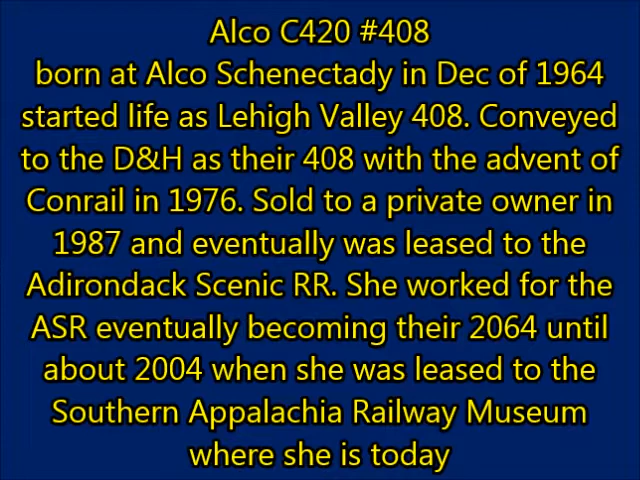 Alco C420 #408
born at Alco Schenectady in Dec of 1964
started life as Lehigh Valley 408. Conveyed
to the D&H as their 408 with the advent of
Conrail in 1976. Sold to a private owner in
1987 and eventually was leased to the
Adirondack Scenic RR. She worked for the
ASR eventually becoming their 2064 until
about 2004 when she was leased to the
Southern Appalachia Railway Museum
where she is today